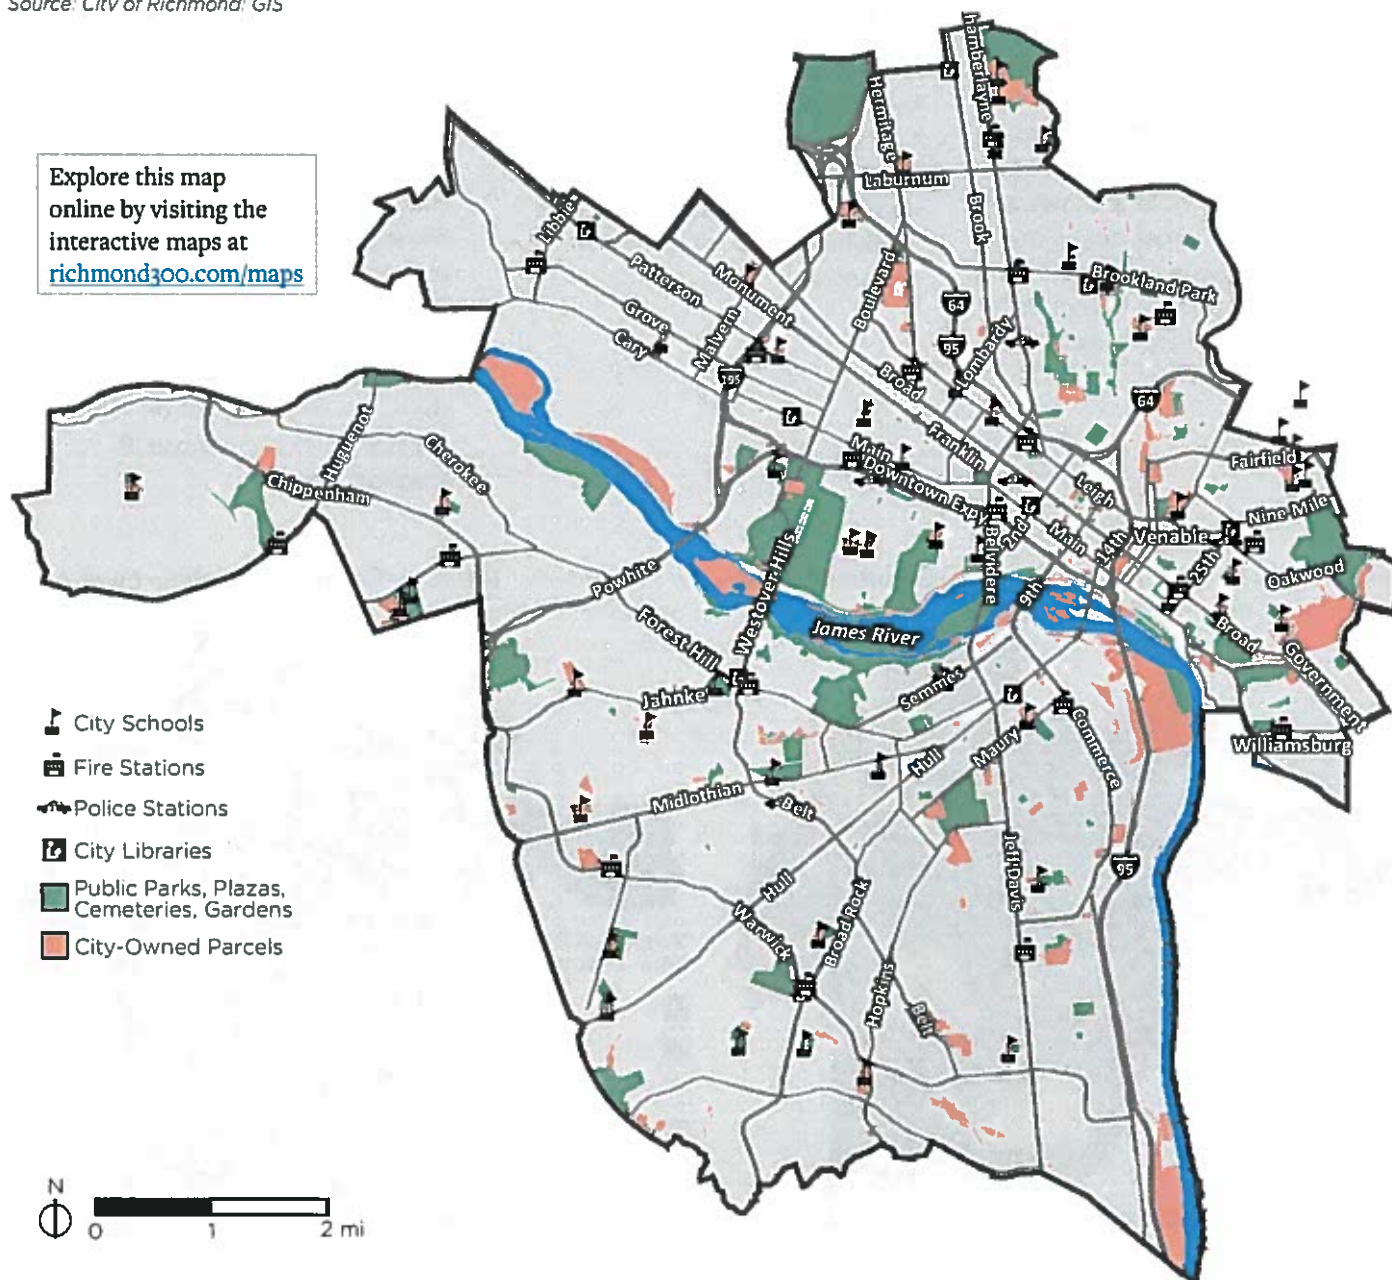 Source: City of Richmond; GIS
Explore this map
online by visiting the
interactive maps at
richmond300.com/maps
hamberlayne
Hermitage
Laburnum
Brook
Libbie
Patterson
Monument
Boulevard
Brookland Park
Grove
Malvern
64
Cary
95
Lombardy
195
Broad
64
Huguenot
Cherokee
Franklin
Main
Fairfield
Chippenham
Downtown Expy
Leigh
Nine Mile
2nd
Main
14th
Venable
Belvidere
25th
Oakwood
Powhite
Westover Hills
9th
James River
Forest Hill
Broad
Government
Semmes
Jahnke
City Schools
Commerce
Maury
Williamsburg
Hull
Fire Stations
Midlothian
Belt
Police Stations
City Libraries
Jeff Davis
95
Public Parks, Plazas,
Cemeteries, Gardens
Hull
Warwick
Broad Rock
City-Owned Parcels
Hopkins
Belt
N
0 1 2 mi